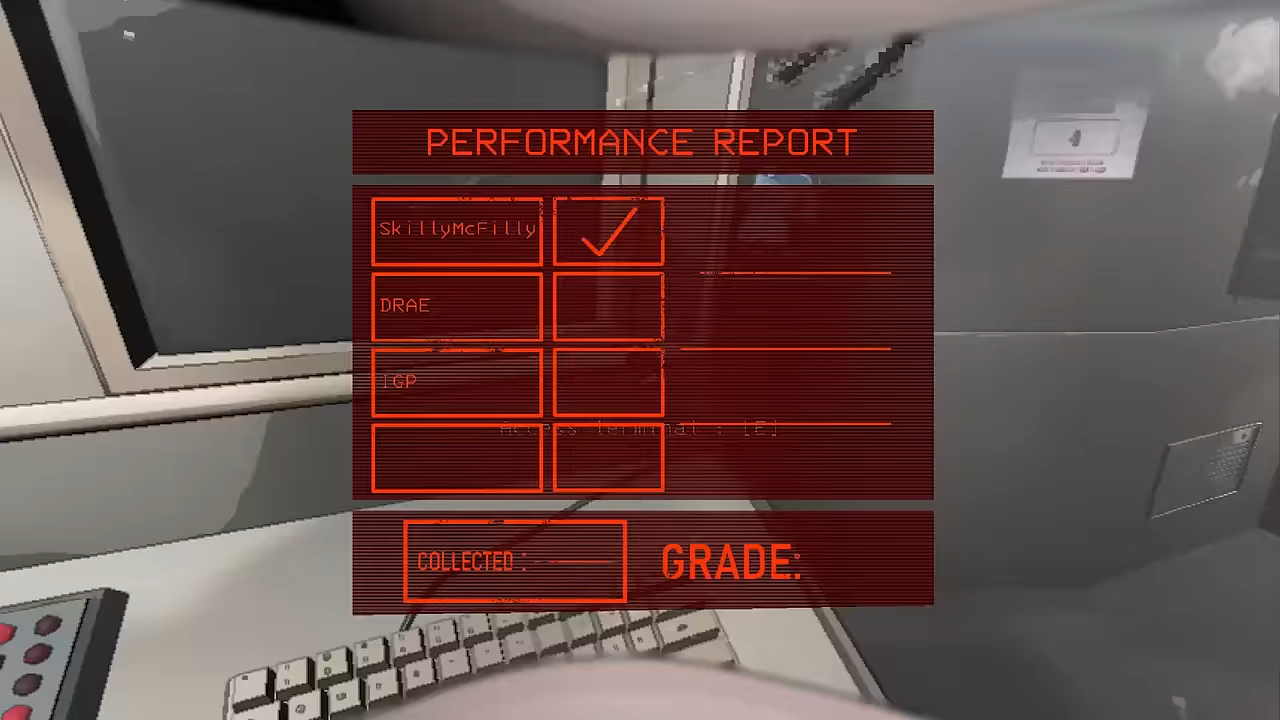 PERFORMANCE REPORT
SkillyMcFilly
DRAE
IGP
Access terminal : [E]
COLLECTED :
GRADE: